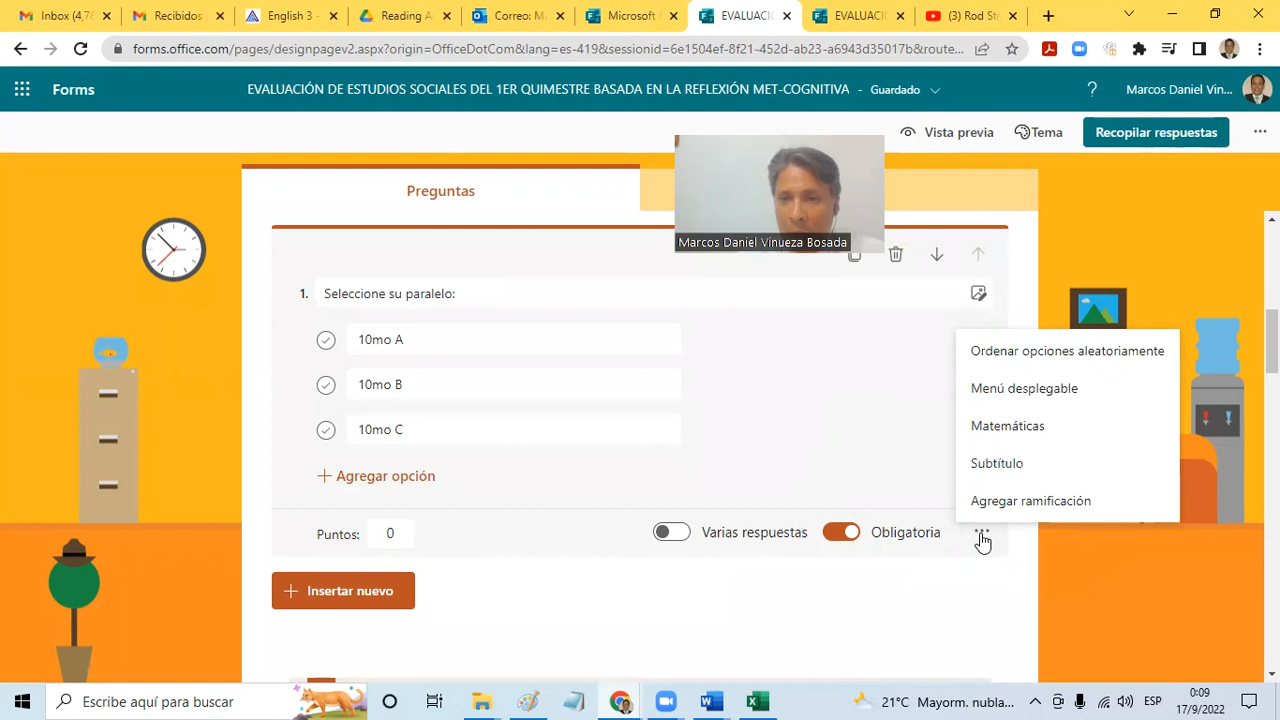 Inbox (4,78
Recibidos
English 3 -
Reading A
Correo: Ma
Microsoft
EVALUACI
EVALUACIÓ
(3) Rod St
forms.office.com/pages/designpagev2.aspx?origin=OfficeDotCom&lang=es-419&sessionid=6e1504ef-8f21-452d-ab23-a6943d35017b&route...
Forms
EVALUACIÓN DE ESTUDIOS SOCIALES DEL 1ER QUIMESTRE BASADA EN LA REFLEXIÓN MET-COGNITIVA - Guardado
? Marcos Daniel Vin...
Vista previa
Tema
Recopilar respuestas
Preguntas
Marcos Daniel Vinueza Bosada
1. Seleccione su paralelo:
10mo A
10mo B
10mo C
+ Agregar opción
Ordenar opciones aleatoriamente
Menú desplegable
Matemáticas
Subtítulo
Agregar ramificación
Puntos: 0
Varias respuestas
Obligatoria
+ Insertar nuevo
Escribe aquí para buscar
21°C Mayorm. nubla...
ESP
0:09
17/9/2022